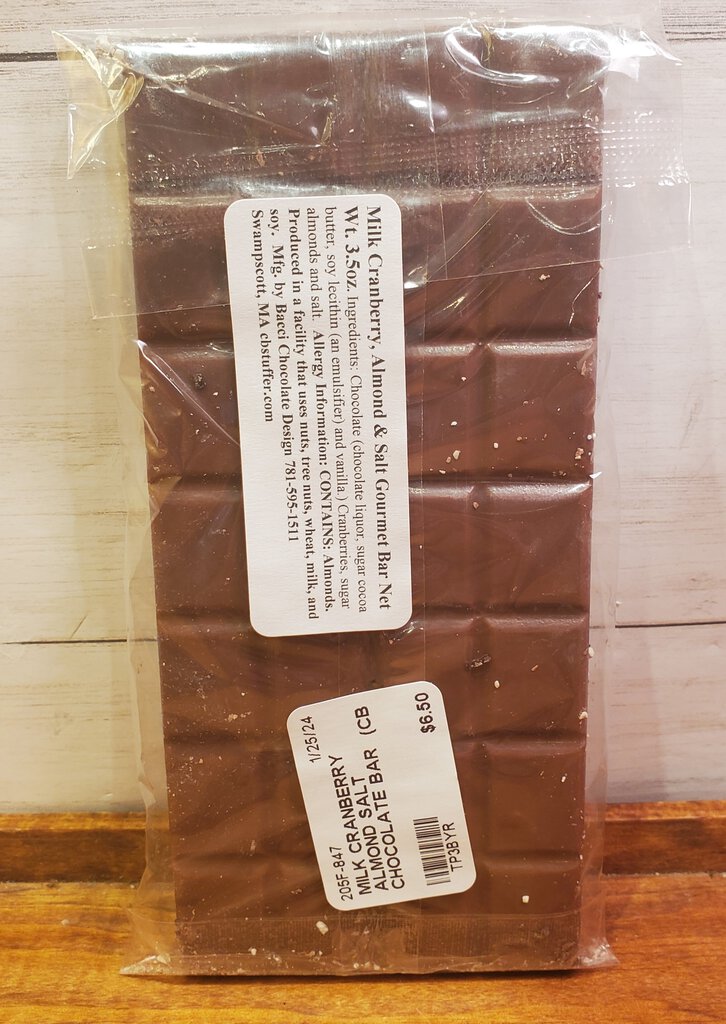 Milk Cranberry, Almond & Salt Gourmet Bar Net
Wt. 3.5oz. Ingredients: Chocolate (chocolate liquor, sugar cocoa
butter, soy lecithin (an emulsifier) and vanilla.) Cranberries, sugar
almonds and salt. Allergy Information: CONTAINS: Almonds.
Produced in a facility that uses nuts, tree nuts, wheat, milk, and
soy. Mfg. by Bacci Chocolate Design 781-595-1511
Swampscott, MA cbstuffer.com
205F-847 1/25/24
MILK CRANBERRY
ALMOND SALT
CHOCOLATE BAR (CB
TP3BYR $6.50